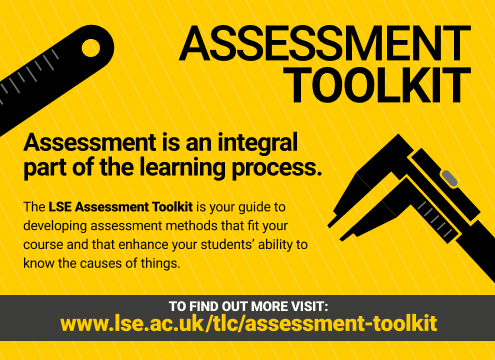 ASSESSMENT
TOOLKIT
Assessment is an integral
part of the learning process.
The LSE Assessment Toolkit is your guide to
developing assessment methods that fit your
course and that enhance your students’ ability to
know the causes of things.
TO FIND OUT MORE VISIT:
www.lse.ac.uk/tlc/assessment-toolkit